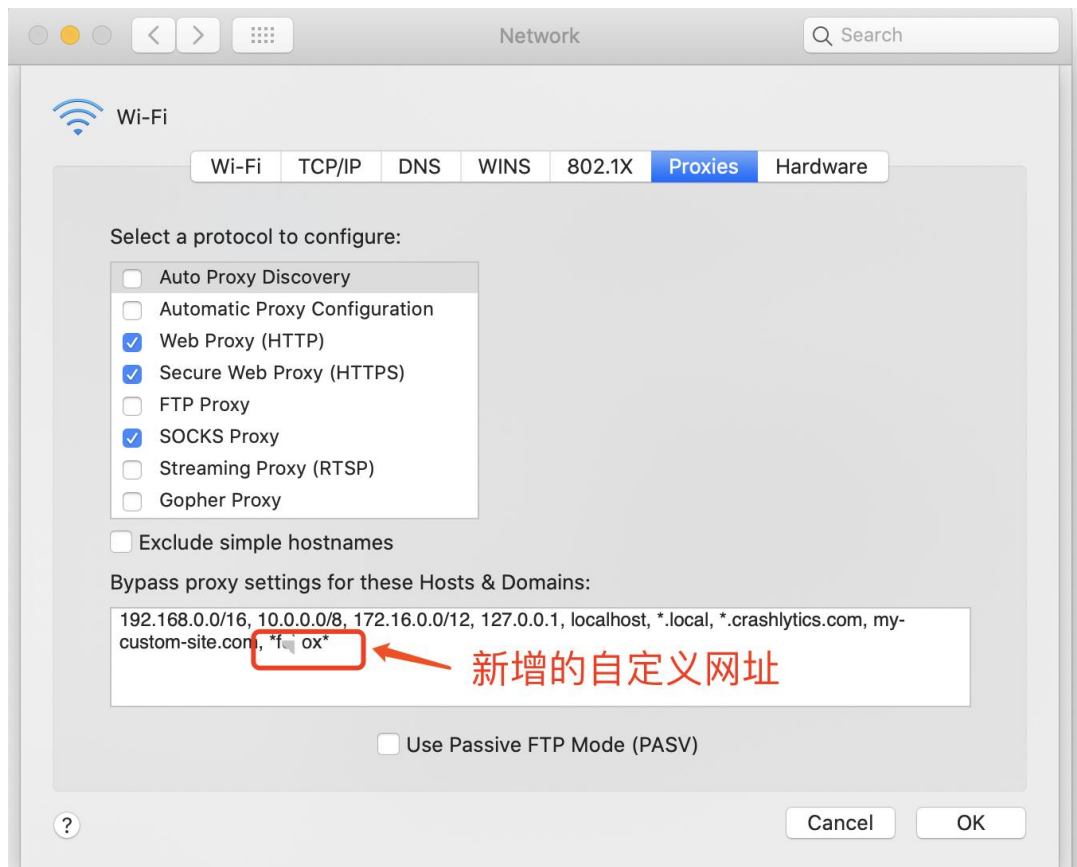 Network
Search
Wi-Fi
Wi-Fi
TCP/IP
DNS
WINS
802.1X
Proxies
Hardware
Select a protocol to configure:
Auto Proxy Discovery
Automatic Proxy Configuration
Web Proxy (HTTP)
Secure Web Proxy (HTTPS)
FTP Proxy
SOCKS Proxy
Streaming Proxy (RTSP)
Gopher Proxy
Exclude simple hostnames
Bypass proxy settings for these Hosts & Domains:
192.168.0.0/16, 10.0.0.0/8, 172.16.0.0/12, 127.0.0.1, localhost, *.local, *.crashlytics.com, my-
custom-site.com,
新增的自定义网址
Use Passive FTP Mode (PASV)
?
Cancel
OK